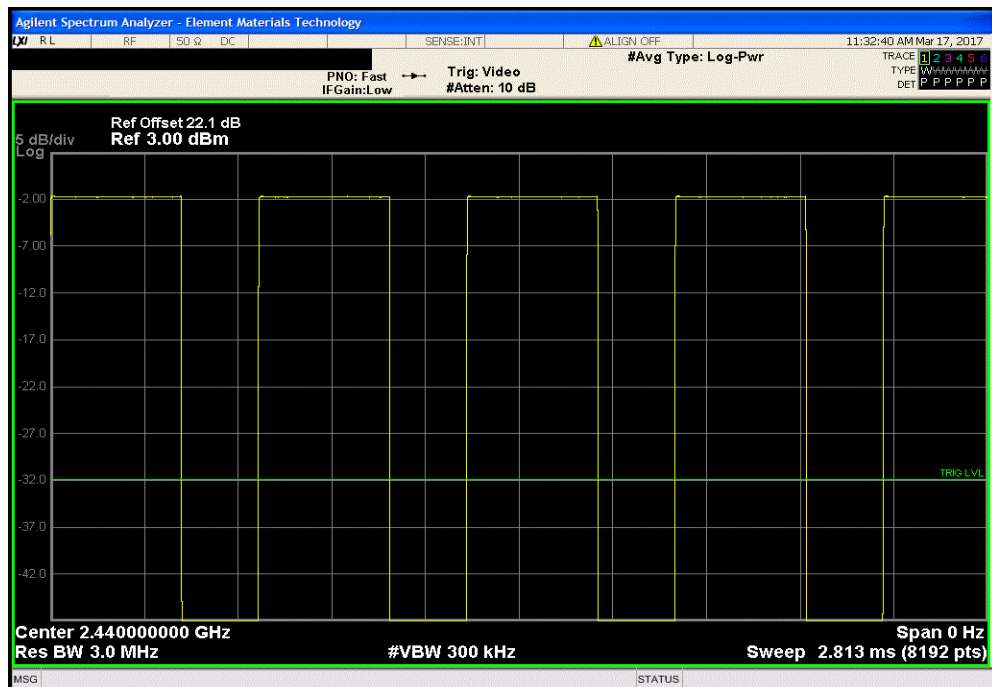 Agilent Spectrum Analyzer - Element Materials Technology
LXI RL RF 50 Ω DC SENSE:INT ALIGN OFF 11:32:40 AM Mar 17, 2017
#Avg Type: Log-Pwr TRACE 1 2 3 4 5 6
PNO: Fast Trig: Video TYPE WWWWWW
IFGain:Low #Atten: 10 dB DET P P P P P P
Ref Offset 22.1 dB
5 dB/div Ref 3.00 dBm
Log
-2.00
-7.00
-12.0
-17.0
-22.0
-27.0
TRIG LVL
-32.0
-37.0
-42.0
Center 2.440000000 GHz Span 0 Hz
Res BW 3.0 MHz #VBW 300 kHz Sweep 2.813 ms (8192 pts)
MSG STATUS